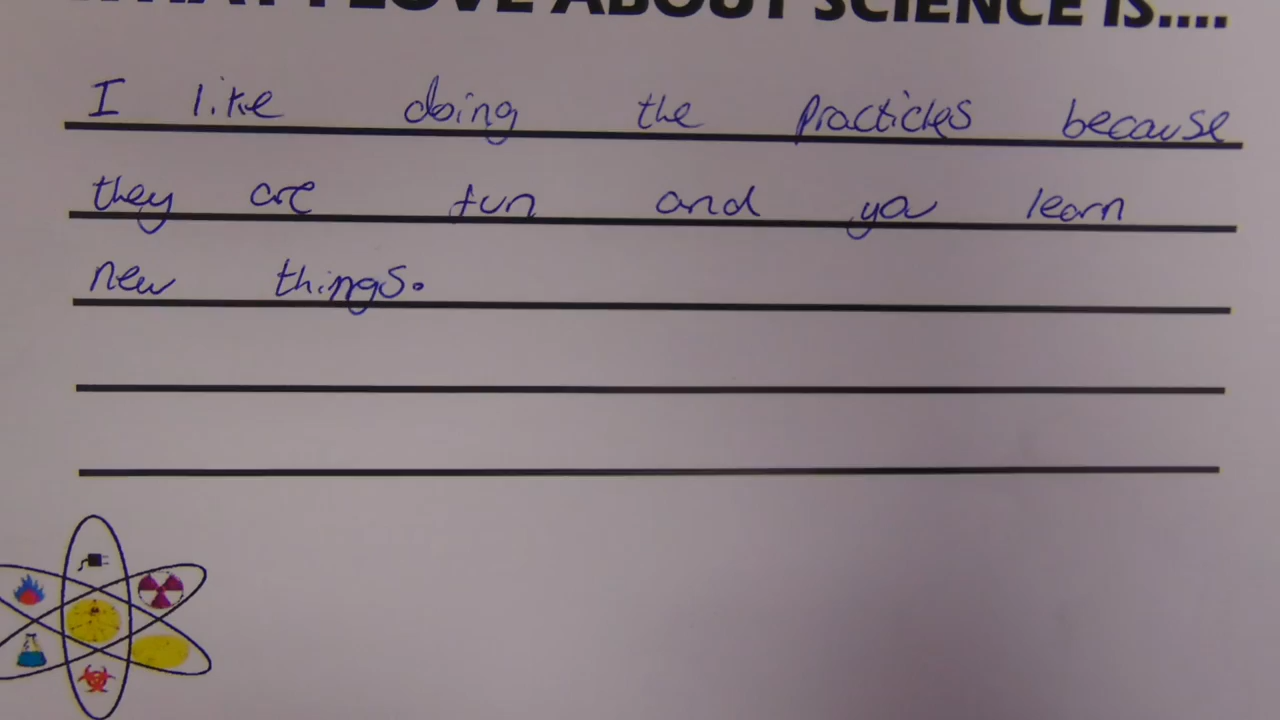 WHAT I LOVE ABOUT SCIENCE IS....
I like doing the practicles because
they are fun and you learn
new things.